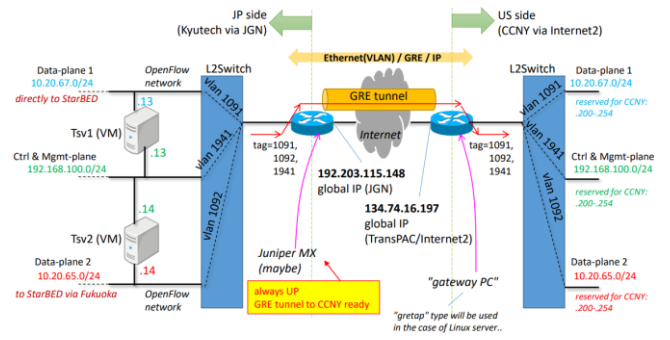 JP side
(Kyutech via JGN)
US side
(CCNY via Internet2)
Ethernet(VLAN) / GRE / IP
Data-plane 1
10.20.67.0/24
directly to StarBED
OpenFlow
network
L2Switch
vlan 1091
vlan 1941
vlan 1092
.13
Tsv1 (VM)
.13
Ctrl & Mgmt-plane
192.168.100.0/24
.14
Tsv2 (VM)
.14
Data-plane 2
10.20.65.0/24
to StarBED via Fukuoka
OpenFlow
network
GRE tunnel
Internet
tag=1091,
1092,
1941
192.203.115.148
global IP (JGN)
134.74.16.197
global IP
(TransPAC/Internet2)
tag=1091,
1092,
1941
Juniper MX
(maybe)
always UP
GRE tunnel to CCNY ready
"gateway PC"
"gretap" type will be used
in the case of Linux server..
L2Switch
vlan 1091
vlan 1941
vlan 1092
Data-plane 1
10.20.67.0/24
reserved for CCNY:
.200-.254
Ctrl & Mgmt-plane
192.168.100.0/24
reserved for CCNY:
.200-.254
Data-plane 2
10.20.65.0/24
reserved for CCNY:
.200-.254